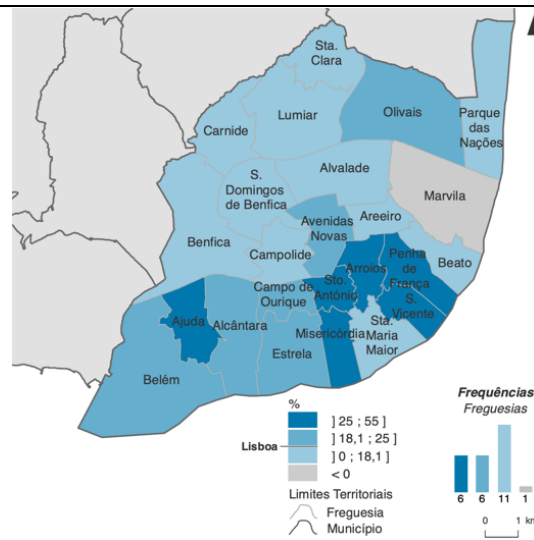 Sta.
Clara
Lumiar
Olivais
Parque
das
Nações
Carnide
Alvalade
S.
Domingos
de Benfica
Marvila
Avenidas
Novas
Areeiro
Benfica
Campolide
Beato
Penha
de
França
Arroios
Sto.
António
Campo de
Ourique
S.
Vicente
Ajuda
Alcântara
Misericórdia
Sta.
Maria
Maior
Estrela
Belém
%
] 25 ; 55 ]
] 18,1 ; 25 ]
Lisboa
] 0 ; 18,1 ]
< 0
Limites Territoriais
Freguesia
Município
Frequências
Freguesias
6 6 11 1
0 1 km